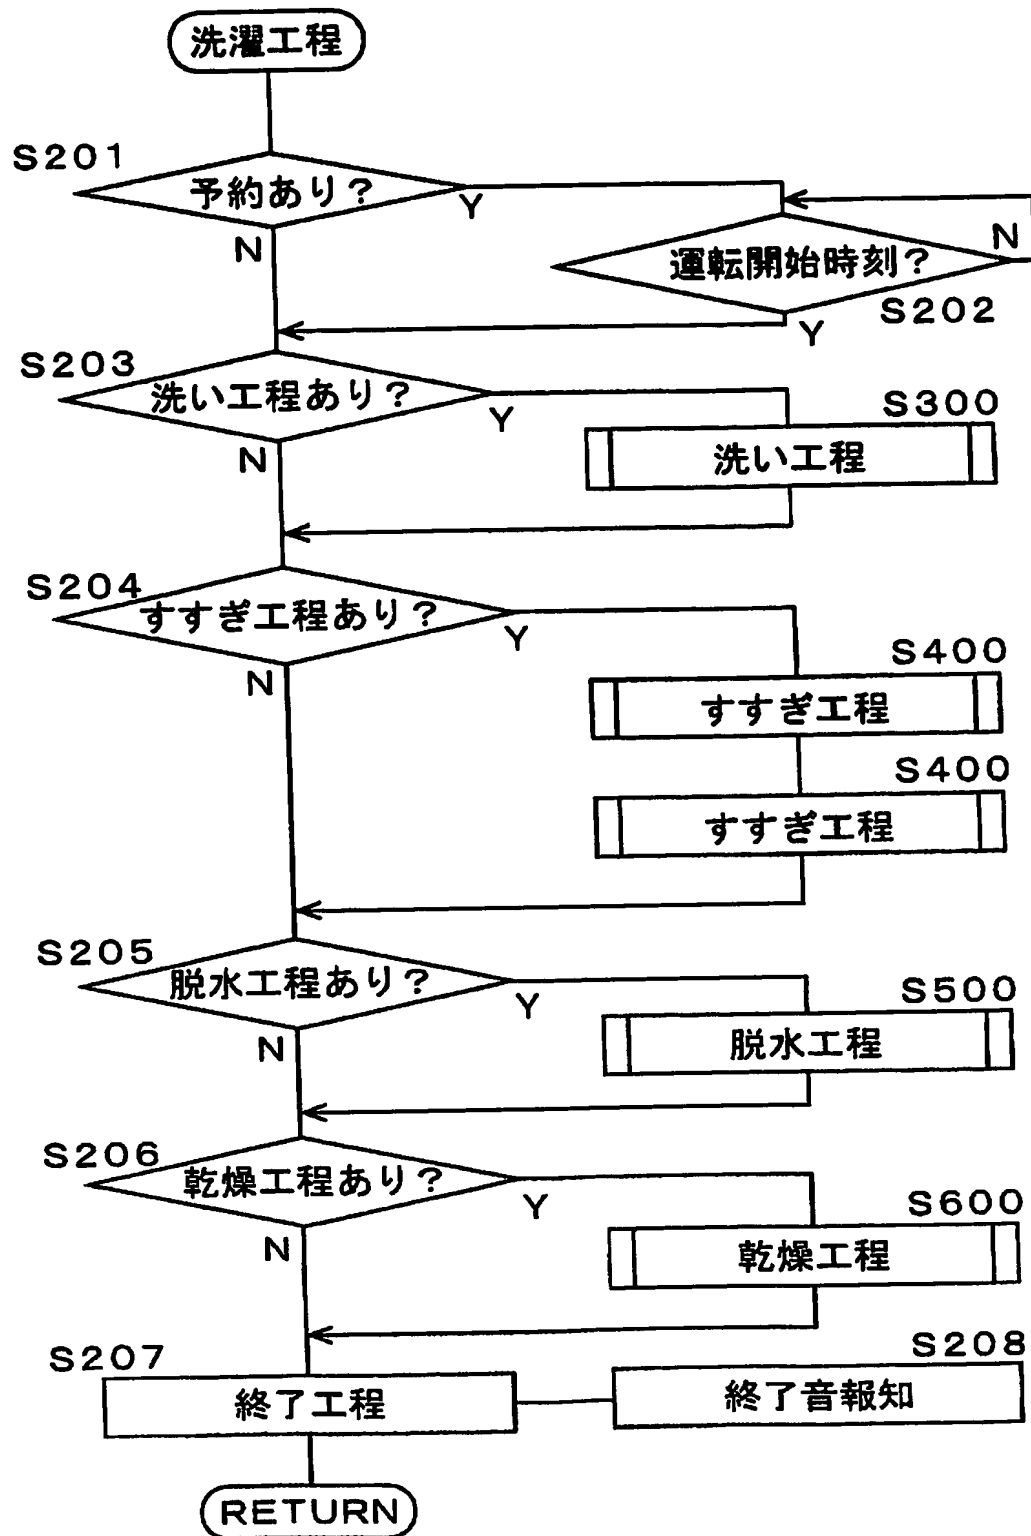 洗濯工程
S201
予約あり?
Y
N
N
運転開始時刻?
S202
Y
S203
洗い工程あり?
Y
N
S300
洗い工程
S204
すすぎ工程あり?
Y
N
S400
すすぎ工程
S400
すすぎ工程
S205
脱水工程あり?
Y
N
S500
脱水工程
S206
乾燥工程あり?
Y
N
S600
乾燥工程
S207
終了工程
S208
終了音報知
RETURN